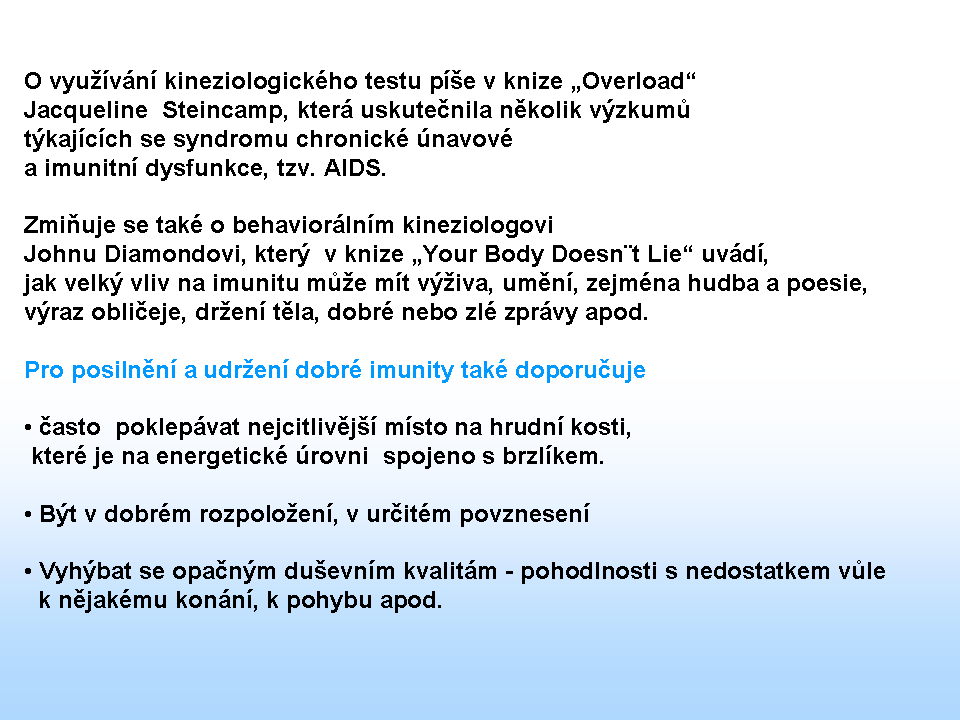 O využívání kineziologického testu píše v knize „Overload“
Jacqueline  Steincamp, která uskutečnila několik výzkumů
týkajících se syndromu chronické únavové
a imunitní dysfunkce, tzv. AIDS.
Zmiňuje se také o behaviorálním kineziologovi
Johnu Diamondovi, který  v knize „Your Body Doesn¨t Lie“ uvádí,
jak velký vliv na imunitu může mít výživa, umění, zejména hudba a poesie,
výraz obličeje, držení těla, dobré nebo zlé zprávy apod.
Pro posilnění a udržení dobré imunity také doporučuje
• často  poklepávat nejcitlivější místo na hrudní kosti,
které je na energetické úrovni  spojeno s brzlíkem.
• Být v dobrém rozpoložení, v určitém povznesení
• Vyhýbat se opačným duševním kvalitám - pohodlnosti s nedostatkem vůle
k nějakému konání, k pohybu apod.